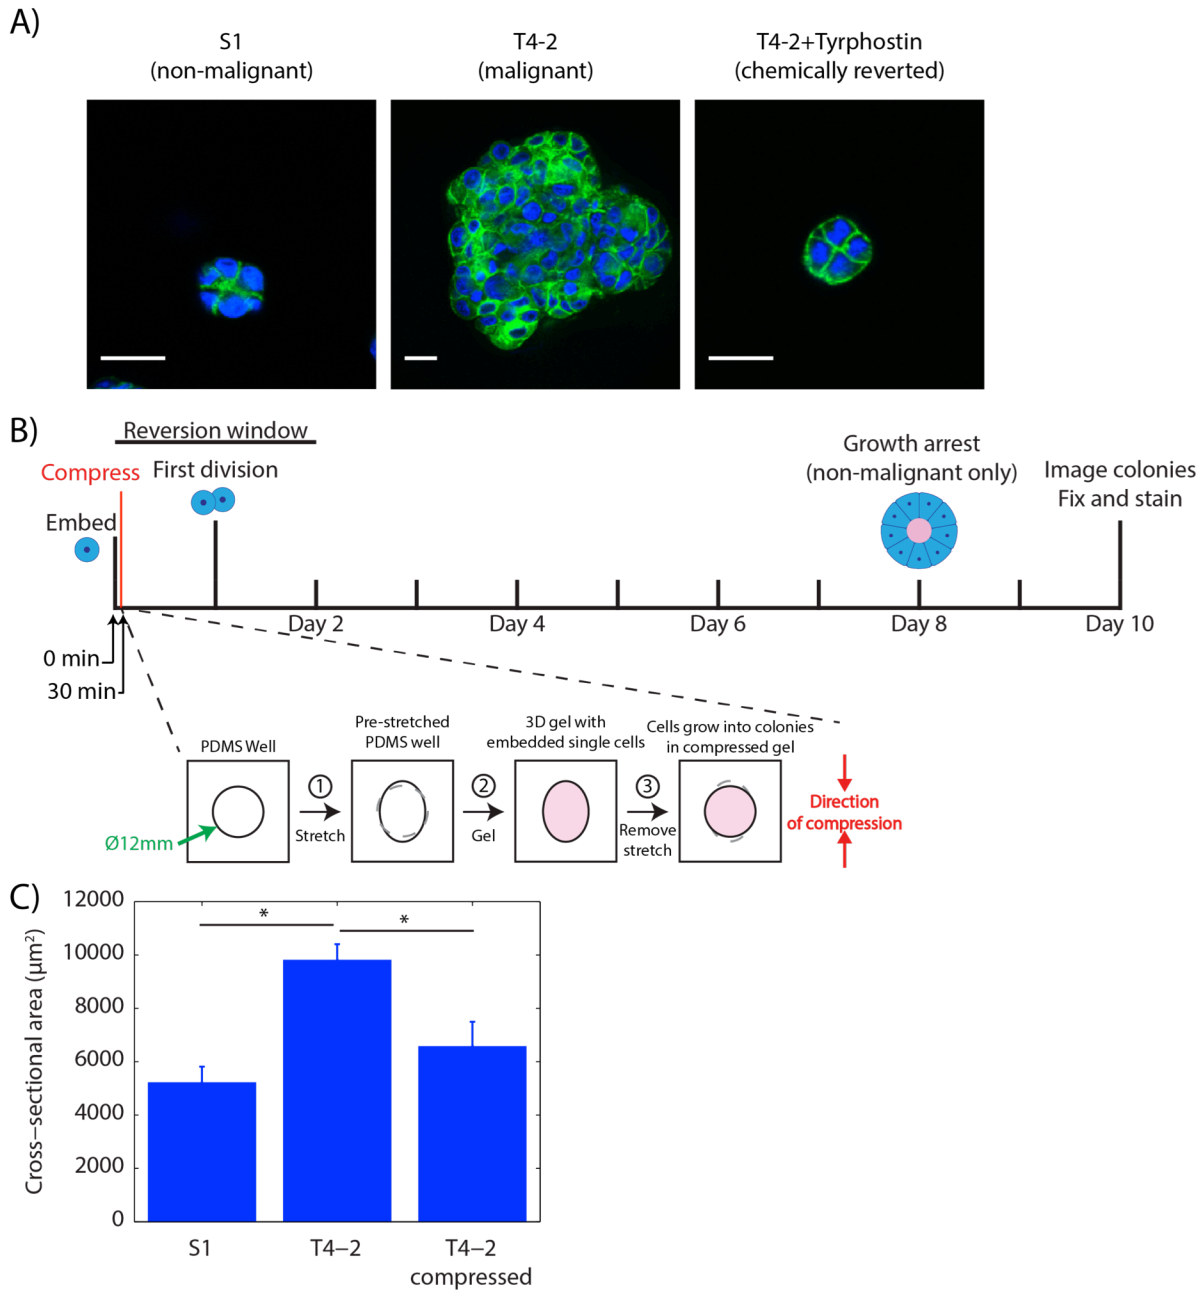 A)
S1
(non-malignant)
T4-2
(malignant)
T4-2+Tyrphostin
(chemically reverted)
B)
Reversion window
Compress
First division
Embed
Growth arrest
(non-malignant only)
Image colonies
Fix and stain
Day 2
Day 4
Day 6
Day 8
Day 10
0 min
30 min
PDMS Well
Pre-stretched
PDMS well
3D gel with
embedded single cells
Cells grow into colonies
in compressed gel
Ø12mm
1
Stretch
2
Gel
3
Remove
stretch
Direction
of compression
C)
Cross−sectional area (µm²)
12000
10000
8000
6000
4000
2000
0
*
*
S1
T4−2
T4−2
compressed